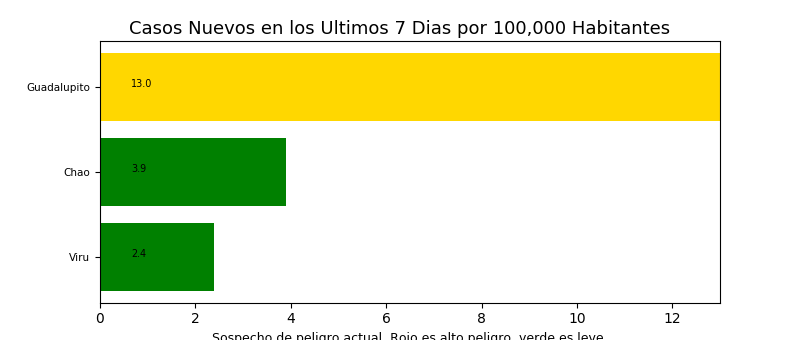 Casos Nuevos en los Ultimos 7 Dias por 100,000 Habitantes
Guadalupito
13.0
Chao
3.9
Viru
2.4
0 2 4 6 8 10 12
Sospecho de peligro actual. Rojo es alto peligro, verde es leve